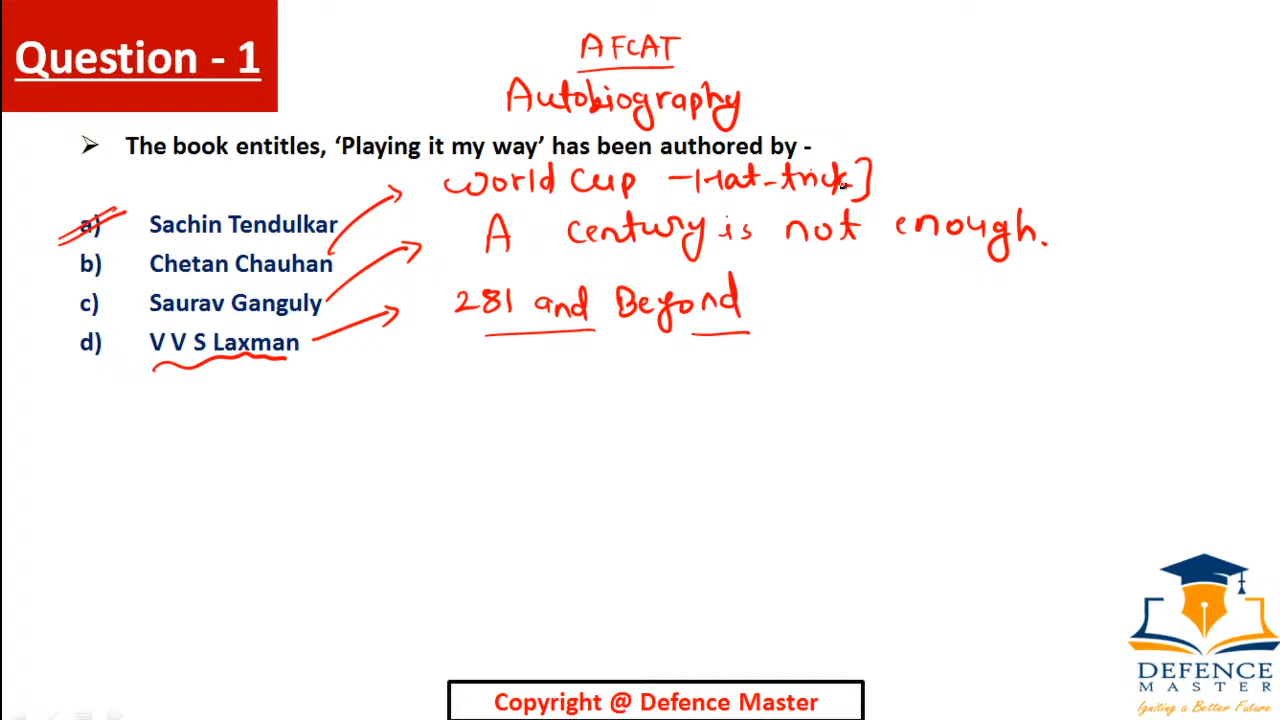 Question - 1
AFCAT
Autobiography
➢ The book entitles, ‘Playing it my way’ has been authored by -
World Cup - Hat-trick]
a) Sachin Tendulkar
A century is not enough.
b) Chetan Chauhan
c) Saurav Ganguly
281 and Beyond
d) V V S Laxman
DEFENCE
MASTER
Igniting a Better Future
Copyright @ Defence Master